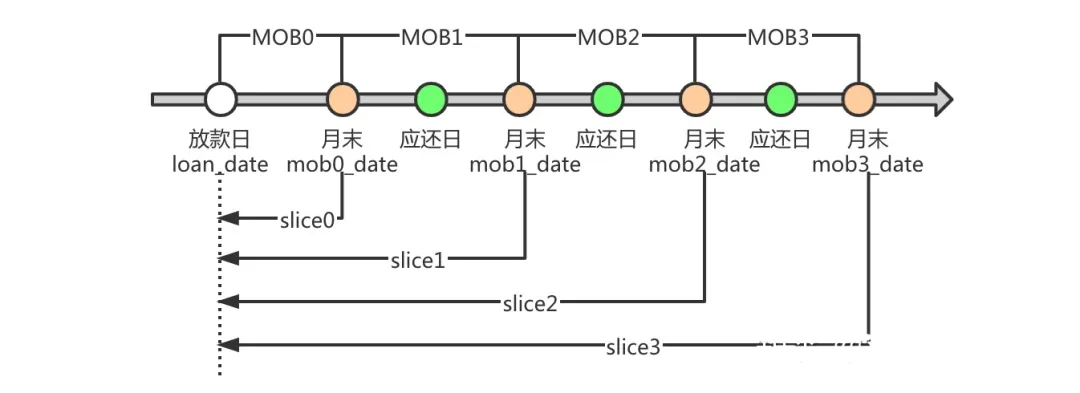 MOB0 MOB1 MOB2 MOB3
放款日 月末 应还日 月末 应还日 月末 应还日 月末
loan_date mob0_date mob1_date mob2_date mob3_date
slice0
slice1
slice2
slice3